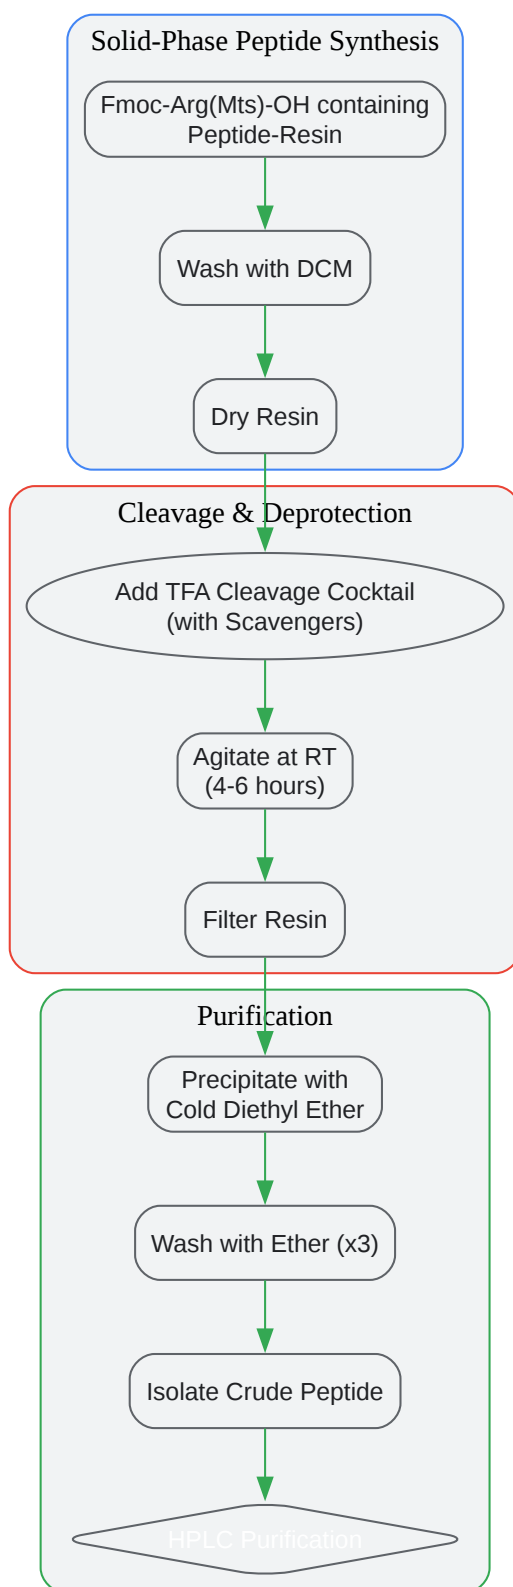 Solid-Phase Peptide Synthesis
Fmoc-Arg(Mts)-OH containing
Peptide-Resin
Wash with DCM
Dry Resin
Cleavage & Deprotection
Add TFA Cleavage Cocktail
(with Scavengers)
Agitate at RT
(4-6 hours)
Filter Resin
Purification
Precipitate with
Cold Diethyl Ether
Wash with Ether (x3)
Isolate Crude Peptide
HPLC Purification